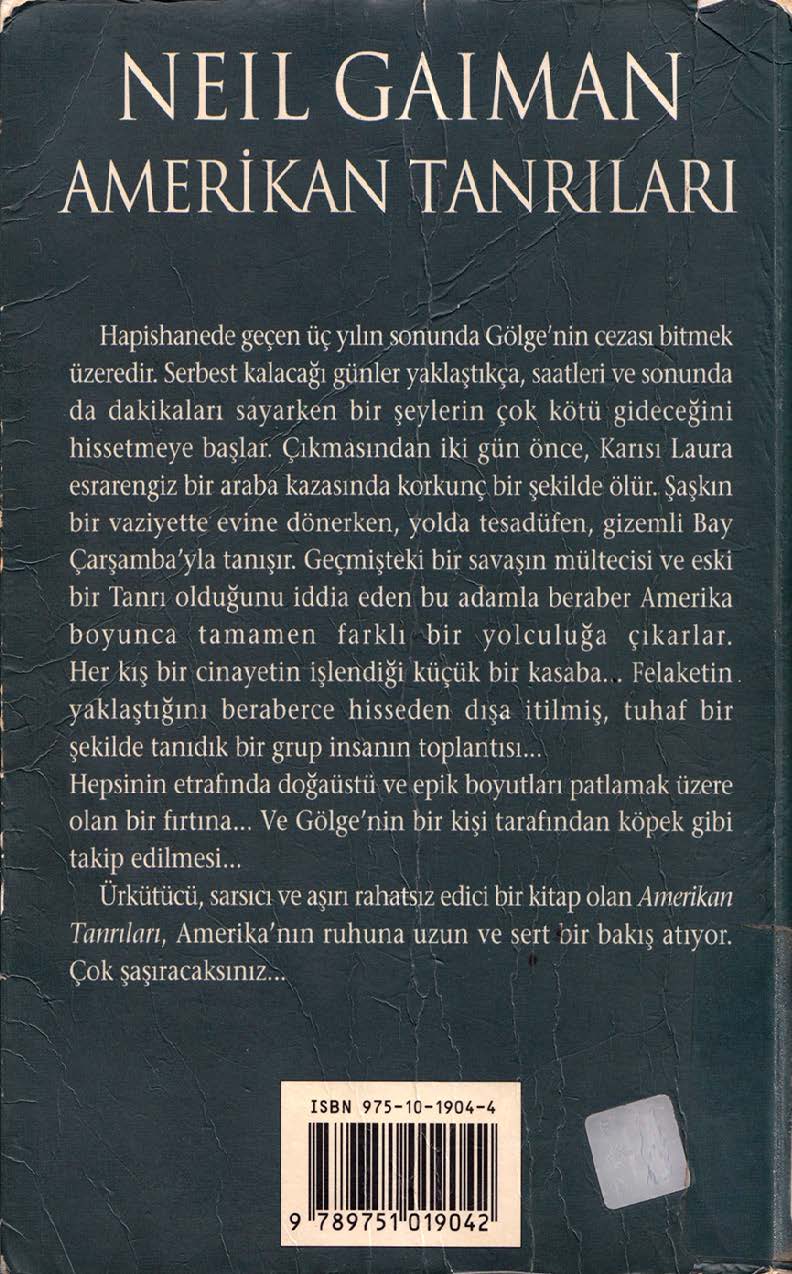 NEIL GAIMAN
AMERİKAN TANRILARI
Hapishanede geçen üç yılın sonunda Gölge'nin cezası bitmek
üzeredir. Serbest kalacağı günler yaklaştıkça, saatleri ve sonunda
da dakikaları sayarken bir şeylerin çok kötü gideceğini
hissetmeye başlar. Çıkmasından iki gün önce, Karısı Laura
esrarengiz bir araba kazasında korkunç bir şekilde ölür. Şaşkın
bir vaziyette evine dönerken, yolda tesadüfen, gizemli Bay
Çarşamba'yla tanışır. Geçmişteki bir savaşın mültecisi ve eski
bir Tanrı olduğunu iddia eden bu adamla beraber Amerika
boyunca tamamen farklı bir yolculuğa çıkarlar.
Her kış bir cinayetin işlendiği küçük bir kasaba... Felaketin
yaklaştığını beraberce hisseden dışa itilmiş, tuhaf bir
şekilde tanıdık bir grup insanın toplantısı...
Hepsinin etrafında doğaüstü ve epik boyutları patlamak üzere
olan bir fırtına... Ve Gölge'nin bir kişi tarafından köpek gibi
takip edilmesi...
Ürkütücü, sarsıcı ve aşırı rahatsız edici bir kitap olan Amerikan
Tanrıları, Amerika'nın ruhuna uzun ve sert bir bakış atıyor.
Çok şaşıracaksınız...
ISBN 975-10-1904-4
9 789751 019042